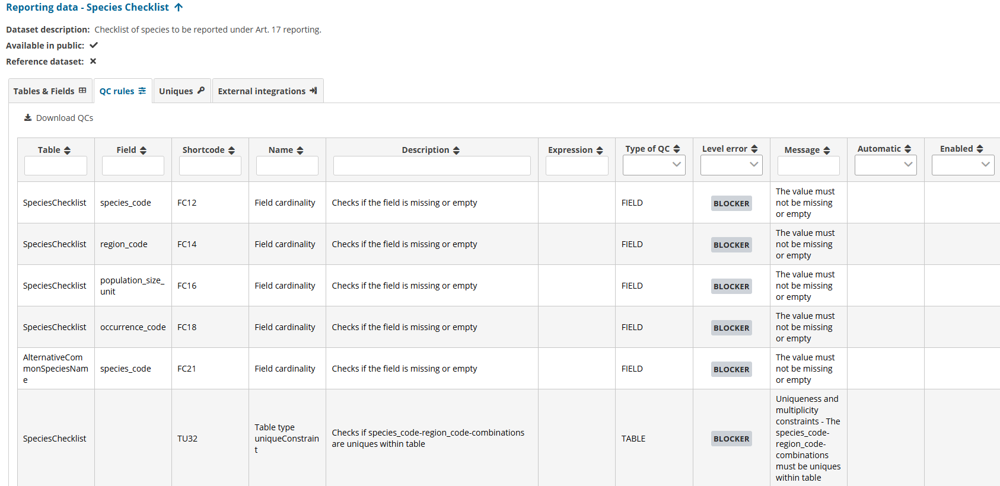 Reporting data - Species Checklist
Dataset description: Checklist of species to be reported under Art. 17 reporting.
Available in public:
Reference dataset:
Tables & Fields QC rules Uniques External integrations
Download QCs
Table Field Shortcode Name Description Expression Type of QC Level error Message Automatic Enabled
SpeciesChecklist species_code FC12 Field cardinality Checks if the field is missing or empty FIELD BLOCKER The value must
not be missing
or empty
SpeciesChecklist region_code FC14 Field cardinality Checks if the field is missing or empty FIELD BLOCKER The value must
not be missing
or empty
SpeciesChecklist population_size_
unit FC16 Field cardinality Checks if the field is missing or empty FIELD BLOCKER The value must
not be missing
or empty
SpeciesChecklist occurrence_code FC18 Field cardinality Checks if the field is missing or empty FIELD BLOCKER The value must
not be missing
or empty
AlternativeCom
monSpeciesNam
e species_code FC21 Field cardinality Checks if the field is missing or empty FIELD BLOCKER The value must
not be missing
or empty
SpeciesChecklist TU32 Table type
uniqueConstrain
t Checks if species_code-region_code-combinations
are uniques within table TABLE BLOCKER Uniqueness and
multiplicity
constraints - The
species_code-
region_code-
combinations
must be uniques
within table